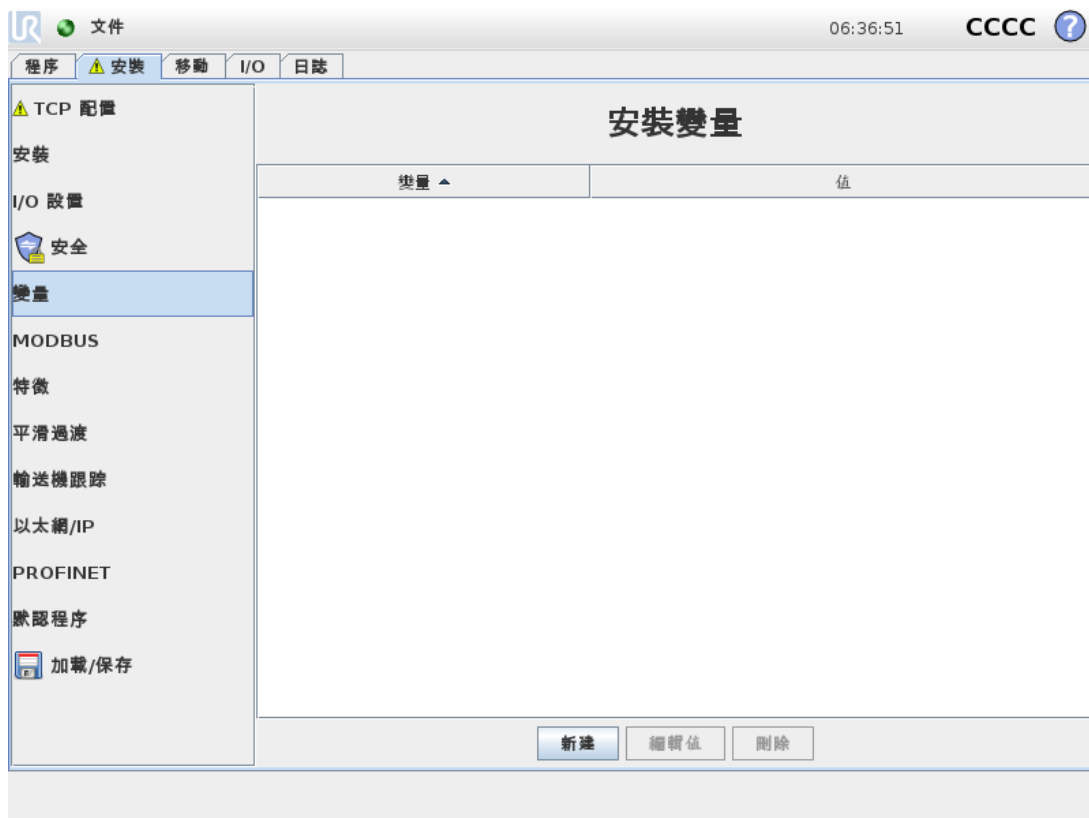 UR 文件 06:36:51 CCCC ?
程序 安裝 移動 I/O 日誌
TCP 配置
安裝
I/O 設置
安全
變量
MODBUS
特徵
平滑過渡
輸送機跟踪
以太網/IP
PROFINET
默認程序
加載/保存
安裝變量
變量 值
新建 編輯值 刪除